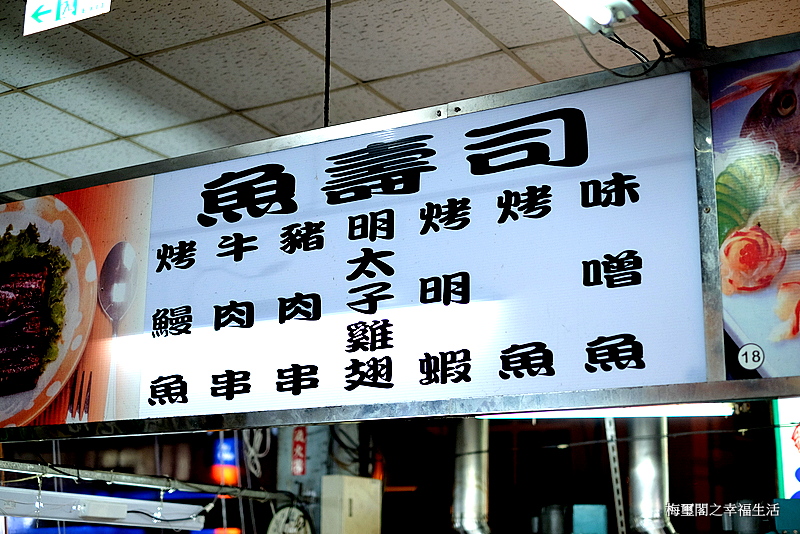 魚壽司
味噌魚
烤魚
烤明蝦
明太子雞翅
豬肉串
牛肉串
烤鰻魚
18
梅璽閣之幸福生活